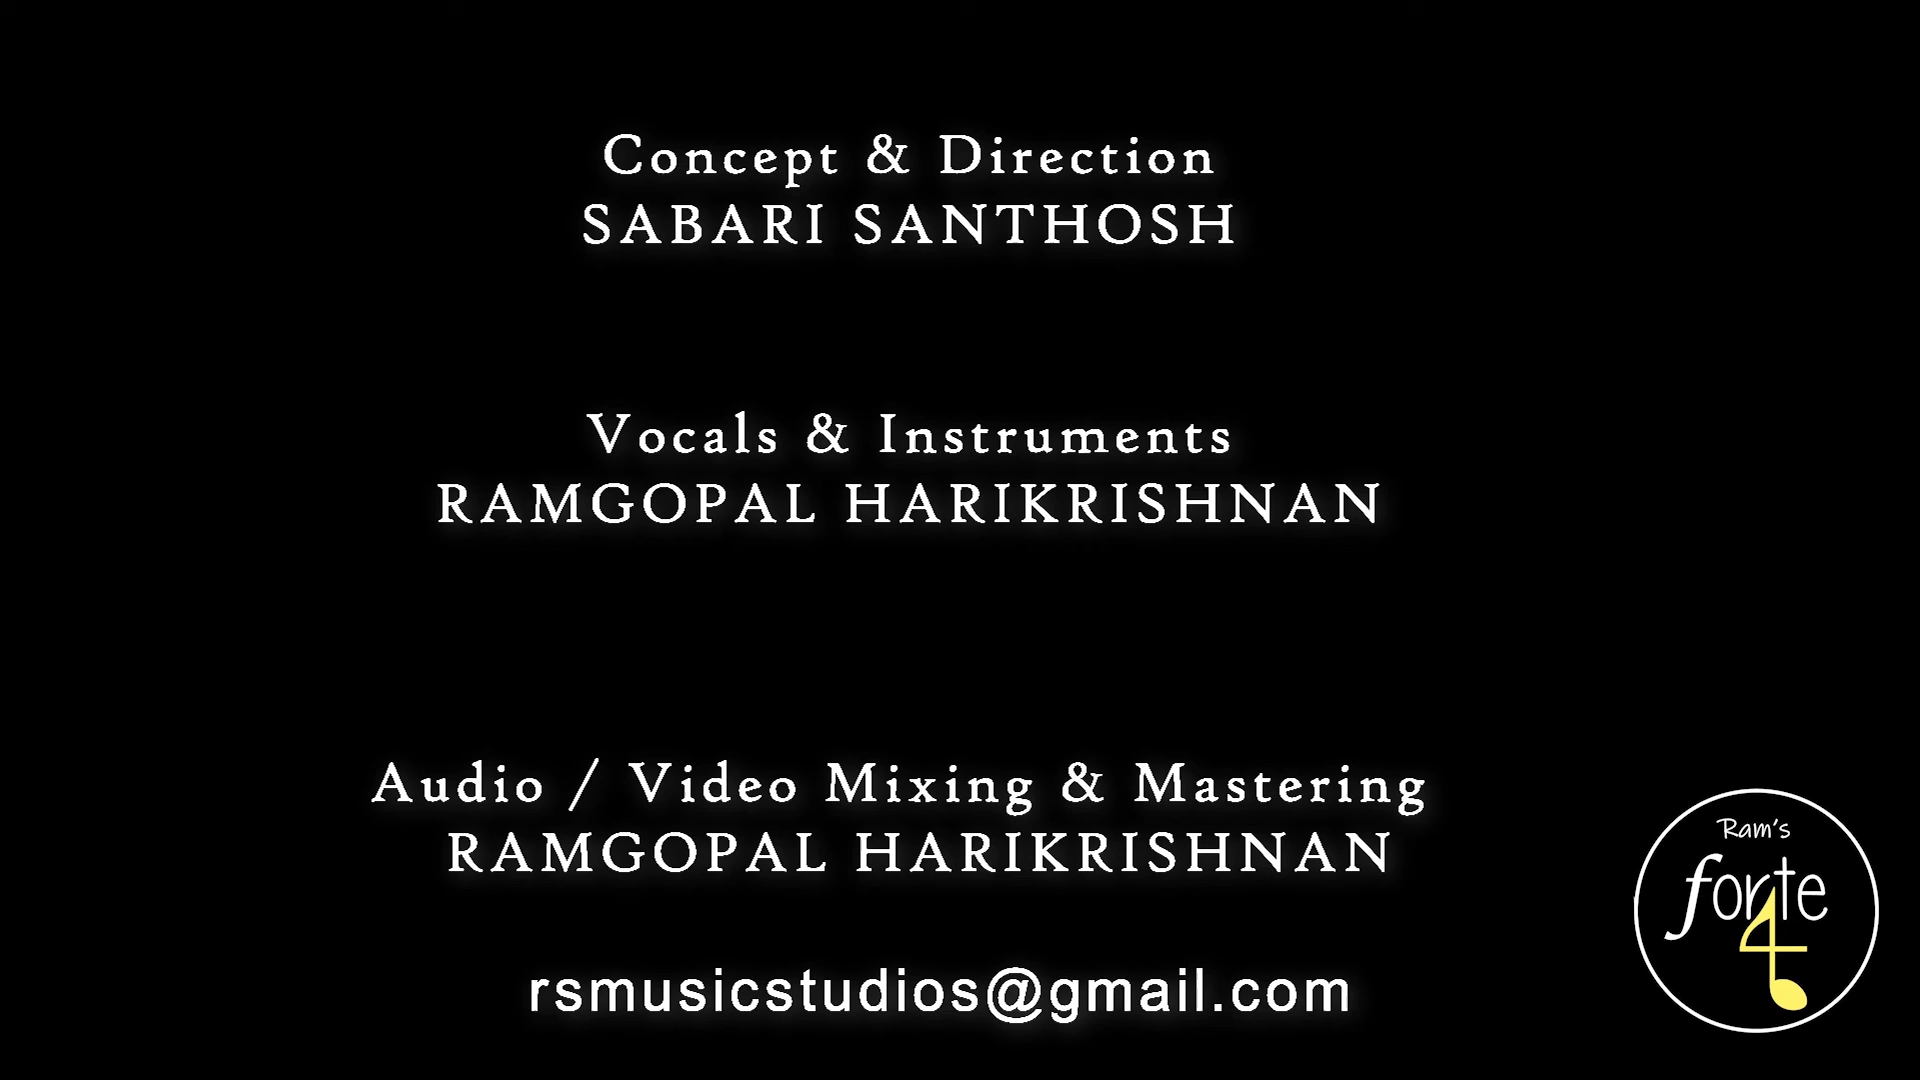 Concept & Direction
SABARI SANTHOSH
Vocals & Instruments
RAMGOPAL HARIKRISHNAN
Audio / Video Mixing & Mastering
RAMGOPAL HARIKRISHNAN
rsmusicstudios@gmail.com
Ram's
forte
4